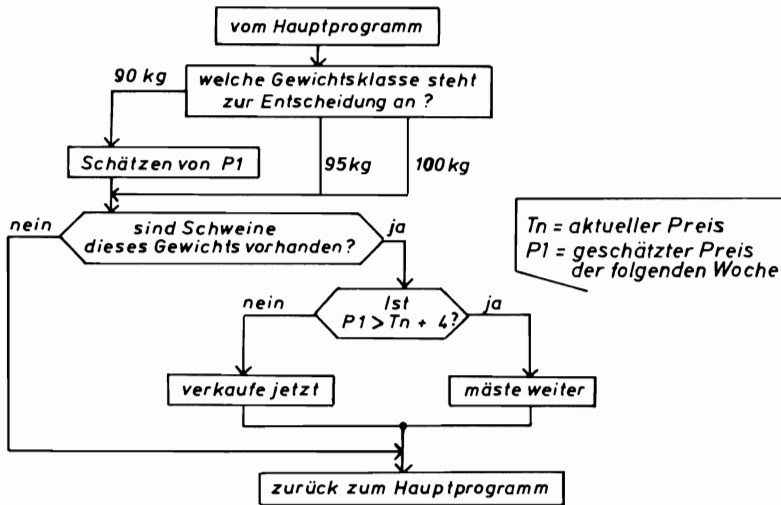 vom Hauptprogramm
90 kg
welche Gewichtsklasse steht
zur Entscheidung an ?
Schätzen von P1
95kg
100kg
nein
sind Schweine
dieses Gewichts vorhanden?
ja
Tn = aktueller Preis
P1 = geschätzter Preis
der folgenden Woche
nein
Ist
P1 > Tn + 4?
ja
verkaufe jetzt
mäste weiter
zurück zum Hauptprogramm